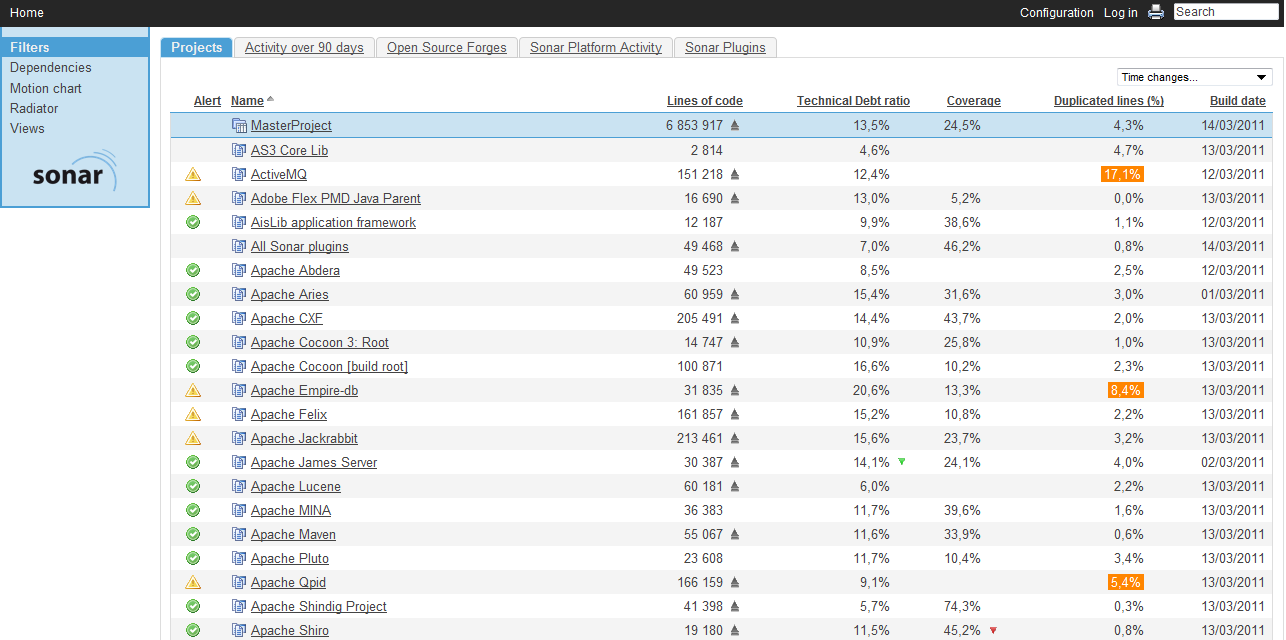 Home Configuration Log in Search
Filters
Dependencies
Motion chart
Radiator
Views
sonar
Projects Activity over 90 days Open Source Forges Sonar Platform Activity Sonar Plugins
Time changes...
Alert Name Lines of code Technical Debt ratio Coverage Duplicated lines (%) Build date
MasterProject 6 853 917 13,5% 24,5% 4,3% 14/03/2011
AS3 Core Lib 2 814 4,6% 4,7% 13/03/2011
ActiveMQ 151 218 12,4% 17,1% 12/03/2011
Adobe Flex PMD Java Parent 16 690 13,0% 5,2% 0,0% 13/03/2011
AisLib application framework 12 187 9,9% 38,6% 1,1% 12/03/2011
All Sonar plugins 49 468 7,0% 46,2% 0,8% 14/03/2011
Apache Abdera 49 523 8,5% 2,5% 12/03/2011
Apache Aries 60 959 15,4% 31,6% 3,0% 01/03/2011
Apache CXF 205 491 14,4% 43,7% 2,0% 13/03/2011
Apache Cocoon 3: Root 14 747 10,9% 25,8% 1,0% 13/03/2011
Apache Cocoon [build root] 100 871 16,6% 10,2% 2,3% 13/03/2011
Apache Empire-db 31 835 20,6% 13,3% 8,4% 13/03/2011
Apache Felix 161 857 15,2% 10,8% 2,2% 13/03/2011
Apache Jackrabbit 213 461 15,6% 23,7% 3,2% 13/03/2011
Apache James Server 30 387 14,1% 24,1% 4,0% 02/03/2011
Apache Lucene 60 181 6,0% 2,2% 13/03/2011
Apache MINA 36 383 11,7% 39,6% 1,6% 13/03/2011
Apache Maven 55 067 11,6% 33,9% 0,6% 13/03/2011
Apache Pluto 23 608 11,7% 10,4% 3,4% 13/03/2011
Apache Qpid 166 159 9,1% 5,4% 13/03/2011
Apache Shindig Project 41 398 5,7% 74,3% 0,3% 13/03/2011
Apache Shiro 19 180 11,5% 45,2% 0,8% 13/03/2011